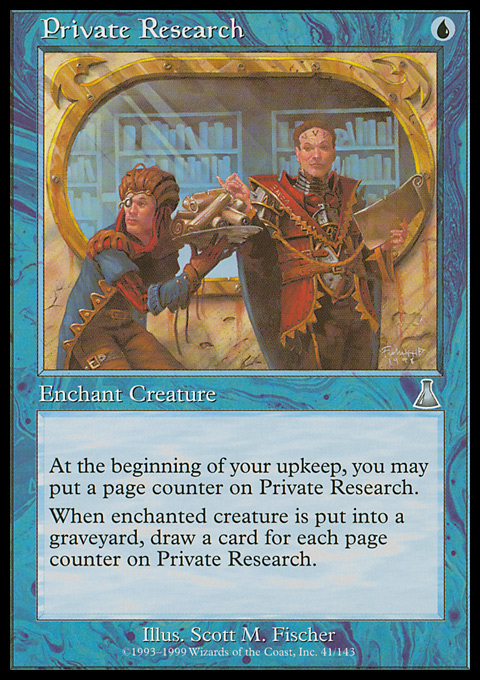 Private Research
Enchant Creature
At the beginning of your upkeep, you may
put a page counter on Private Research.
When enchanted creature is put into a
graveyard, draw a card for each page
counter on Private Research.
Illus. Scott M. Fischer
©1993–1999 Wizards of the Coast, Inc. 41/143